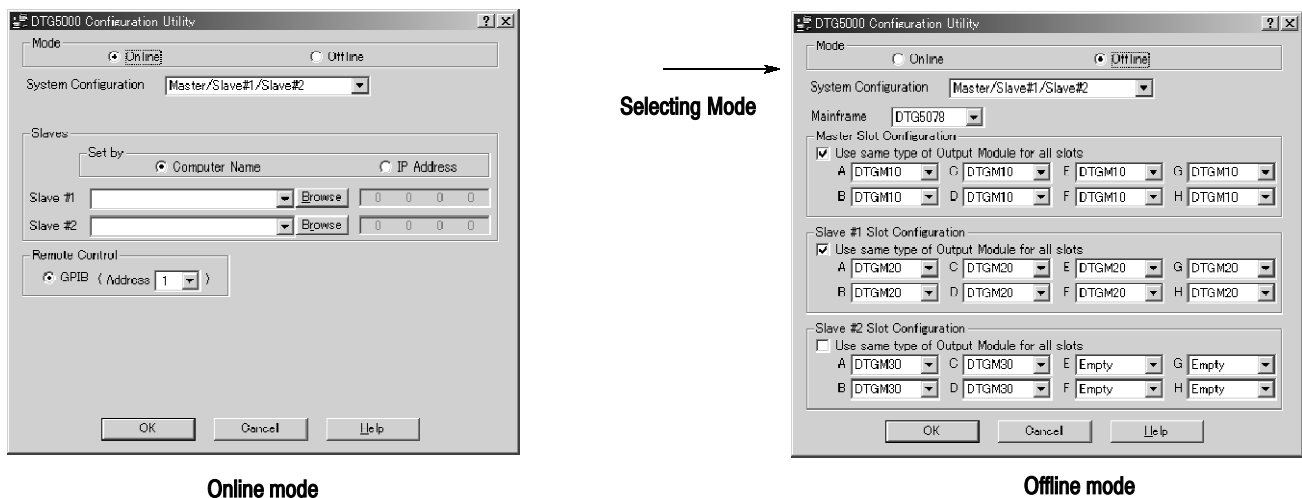 DTG5000 Configuration Utility
Mode
Online
Offline
System Configuration
Master/Slave#1/Slave#2
Slaves
Set by
Computer Name
IP Address
Slave #1
Browse
0 0 0 0
Slave #2
Browse
0 0 0 0
Remote Control
GPIB ( Address 1 )
OK
Cancel
Help
Online mode
Selecting Mode
DTG5000 Configuration Utility
Mode
Online
Offline
System Configuration
Master/Slave#1/Slave#2
Mainframe
DTG5078
Master Slot Configuration
Use same type of Output Module for all slots
A DTGM10 C DTGM10 E DTGM10 G DTGM10
B DTGM10 D DTGM10 F DTGM10 H DTGM10
Slave #1 Slot Configuration
Use same type of Output Module for all slots
A DTGM20 C DTGM20 E DTGM20 G DTGM20
B DTGM20 D DTGM20 F DTGM20 H DTGM20
Slave #2 Slot Configuration
Use same type of Output Module for all slots
A DTGM30 C DTGM30 E Empty G Empty
B DTGM30 D DTGM30 F Empty H Empty
OK
Cancel
Help
Offline mode